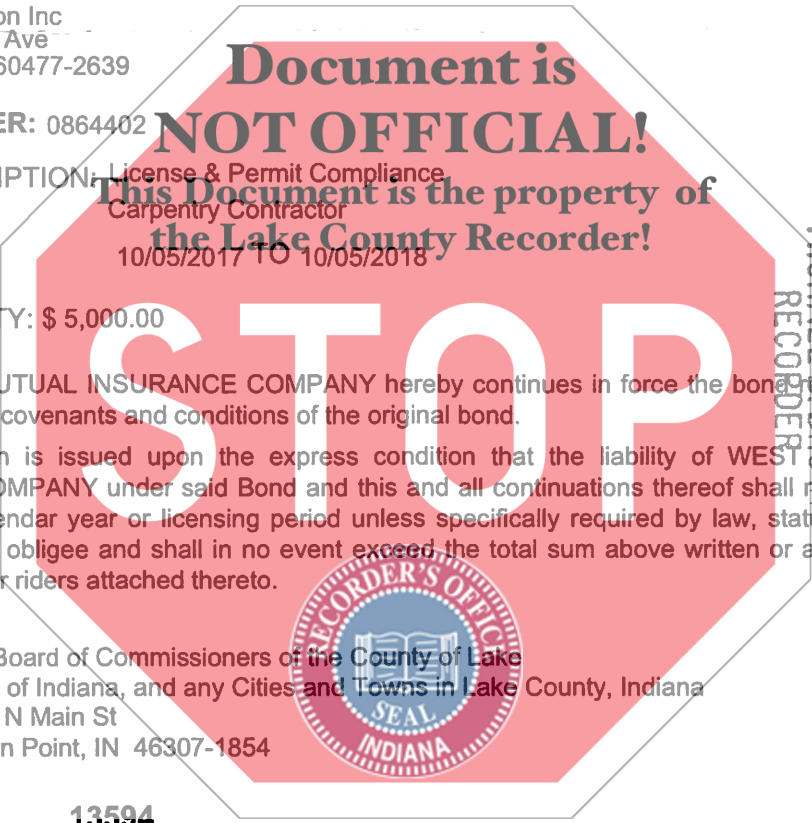 on Inc
Ave
60477-2639
Document is
NOT OFFICIAL!
ER: 0864402
IPTION: License & Permit Compliance
This Document is the property of
Carpentry Contractor
the Lake County Recorder!
10/05/2017 TO 10/05/2018
TY: $ 5,000.00
STOP
RECORDER
UTUAL INSURANCE COMPANY hereby continues in force the bond
covenants and conditions of the original bond.
n is issued upon the express condition that the liability of WEST
OMPANY under said Bond and this and all continuations thereof shall
endar year or licensing period unless specifically required by law, stat
obligee and shall in no event exceed the total sum above written or a
r riders attached thereto.
RECORDER'S OFFICE
SEAL
INDIANA
Board of Commissioners of the County of Lake
of Indiana, and any Cities and Towns in Lake County, Indiana
N Main St
n Point, IN 46307-1854
13594